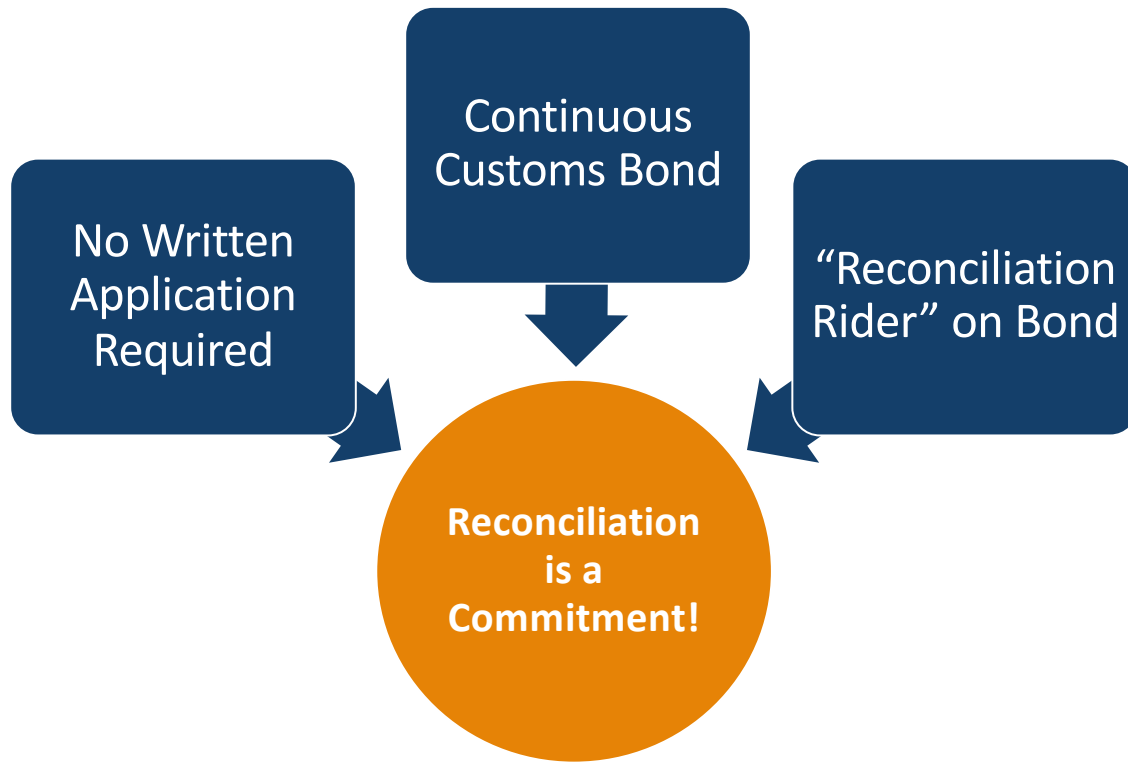 No Written
Application
Required
Continuous
Customs Bond
“Reconciliation
Rider” on Bond
Reconciliation
is a
Commitment!